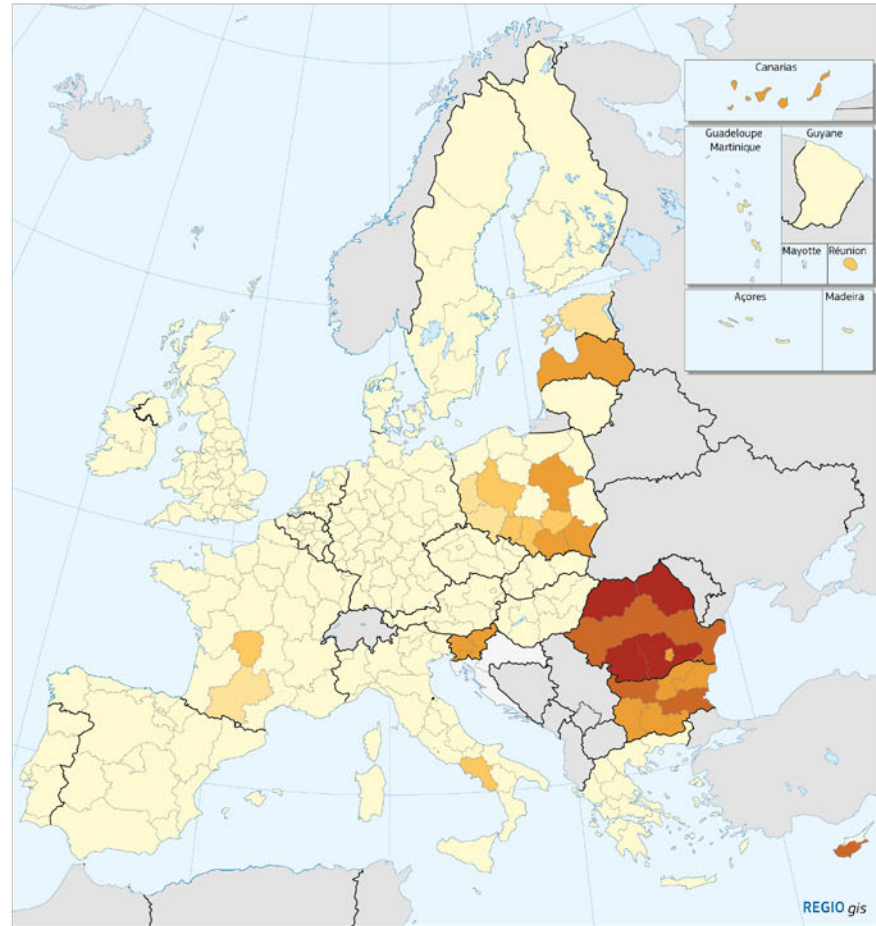 Canarias
Guadeloupe
Martinique
Guyane
Mayotte
Réunion
Açores
Madeira
REGIO gis